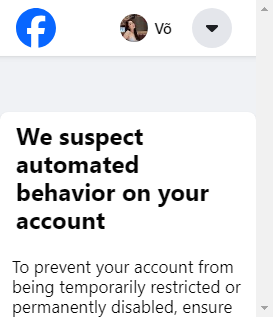 Võ
We suspect
automated
behavior on your
account
To prevent your account from
being temporarily restricted or
permanently disabled, ensure